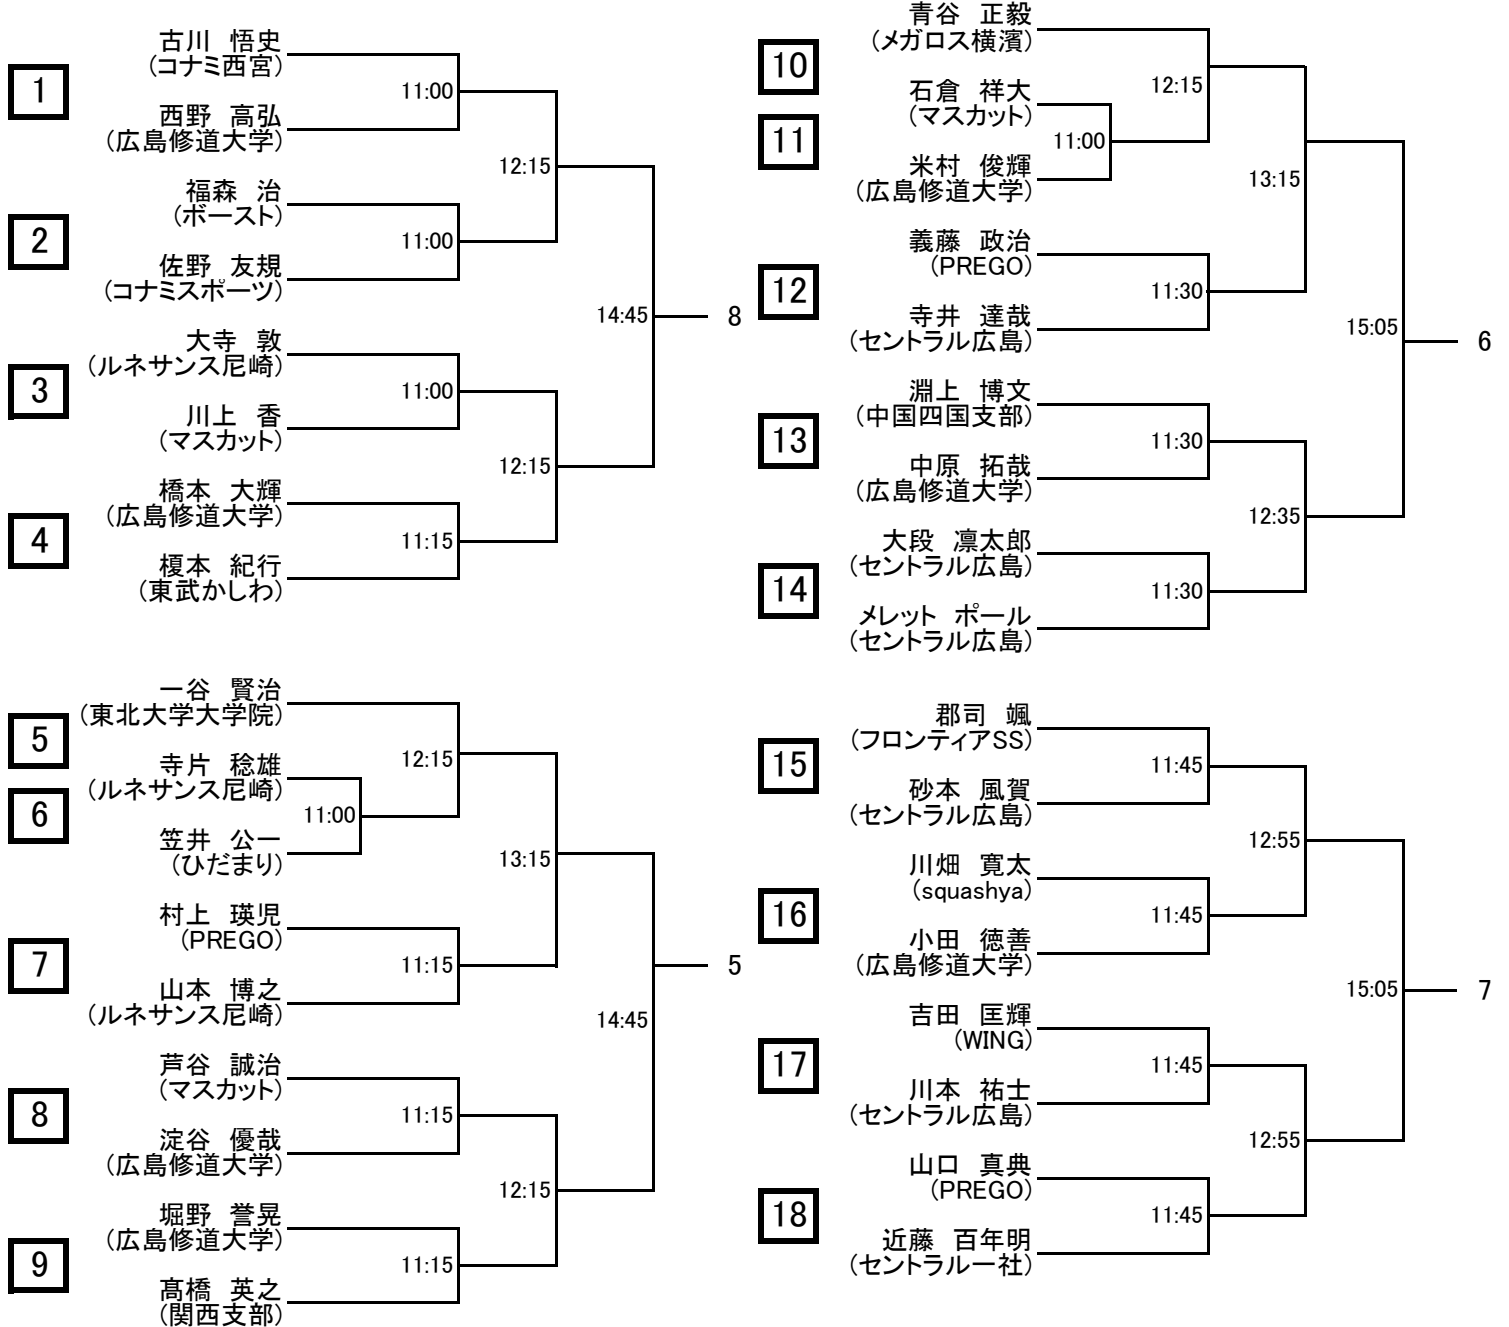 古川 悟史
(コナミ西宮)
1
11:00
西野 高弘
(広島修道大学)
12:15
福森 治
(ボースト)
2
11:00
佐野 友規
(コナミスポーツ)
14:45
8
大寺 敦
(ルネサンス尼崎)
3
11:00
川上 香
(マスカット)
12:15
橋本 大輝
(広島修道大学)
4
11:15
榎本 紀行
(東武かしわ)
一谷 賢治
(東北大学大学院)
5
12:15
寺片 稔雄
(ルネサンス尼崎)
6
11:00
笠井 公一
(ひだまり)
13:15
村上 瑛児
(PREGO)
7
11:15
5
山本 博之
(ルネサンス尼崎)
14:45
芦谷 誠治
(マスカット)
8
11:15
淀谷 優哉
(広島修道大学)
12:15
堀野 誉晃
(広島修道大学)
9
11:15
髙橋 英之
(関西支部)
青谷 正毅
(メガロス横濱)
10
12:15
石倉 祥大
(マスカット)
11
11:00
米村 俊輝
(広島修道大学)
13:15
義藤 政治
(PREGO)
12
11:30
寺井 達哉
(セントラル広島)
15:05
6
淵上 博文
(中国四国支部)
13
11:30
中原 拓哉
(広島修道大学)
12:35
大段 凛太郎
(セントラル広島)
14
11:30
メレット ポール
(セントラル広島)
郡司 颯
(フロンティアSS)
15
11:45
砂本 風賀
(セントラル広島)
12:55
川畑 寛太
(squashya)
16
11:45
小田 徳善
(広島修道大学)
15:05
7
吉田 匡輝
(WING)
17
11:45
川本 祐士
(セントラル広島)
12:55
山口 真典
(PREGO)
18
11:45
近藤 百年明
(セントラル一社)